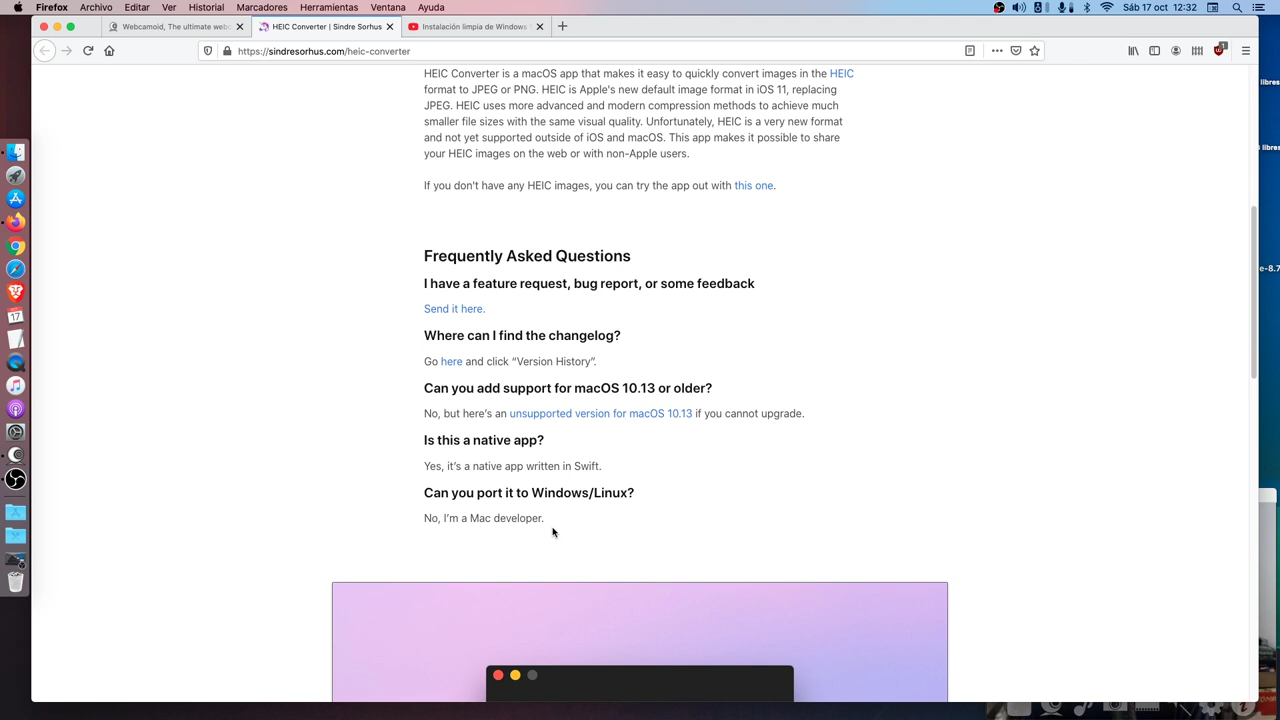 Firefox Archivo Editar Ver Historial Marcadores Herramientas Ventana Ayuda Sáb 17 oct 12:32
Webcamoid, The ultimate web HEIC Converter | Sindre Sorhus Instalación limpia de Windows
https://sindresorhus.com/heic-converter
HEIC Converter is a macOS app that makes it easy to quickly convert images in the HEIC
format to JPEG or PNG. HEIC is Apple's new default image format in iOS 11, replacing
JPEG. HEIC uses more advanced and modern compression methods to achieve much
smaller file sizes with the same visual quality. Unfortunately, HEIC is a very new format
and not yet supported outside of iOS and macOS. This app makes it possible to share
your HEIC images on the web or with non-Apple users.
If you don't have any HEIC images, you can try the app out with this one.
Frequently Asked Questions
I have a feature request, bug report, or some feedback
Send it here.
Where can I find the changelog?
Go here and click “Version History”.
Can you add support for macOS 10.13 or older?
No, but here’s an unsupported version for macOS 10.13 if you cannot upgrade.
Is this a native app?
Yes, it’s a native app written in Swift.
Can you port it to Windows/Linux?
No, I’m a Mac developer.
libres
libres
e-8.7
17
1